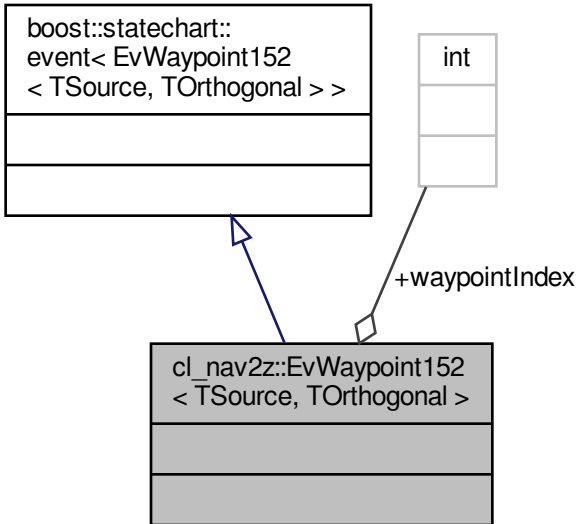 boost::statechart::
event< EvWaypoint152
< TSource, TOrthogonal > >
int
+waypointIndex
cl_nav2z::EvWaypoint152
< TSource, TOrthogonal >